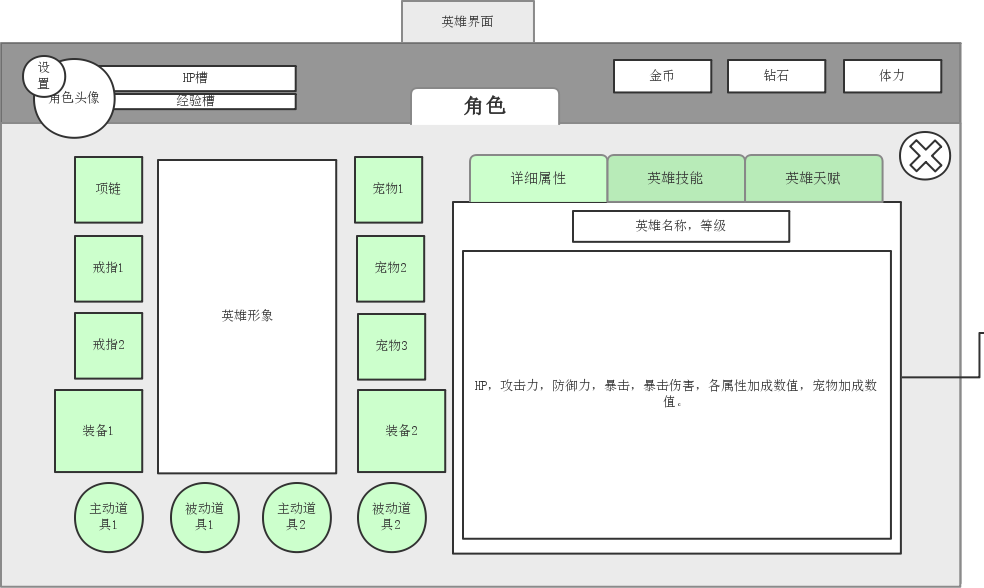 英雄界面
设
置
角色头像
HP槽
经验槽
金币
钻石
体力
角色
项链
宠物1
详细属性
英雄技能
英雄天赋
英雄名称，等级
戒指1
宠物2
英雄形象
戒指2
宠物3
HP，攻击力，防御力，暴击，暴击伤害，各属性加成数值，宠物加成数
值。
装备1
装备2
主动道
具1
被动道
具1
主动道
具2
被动道
具2